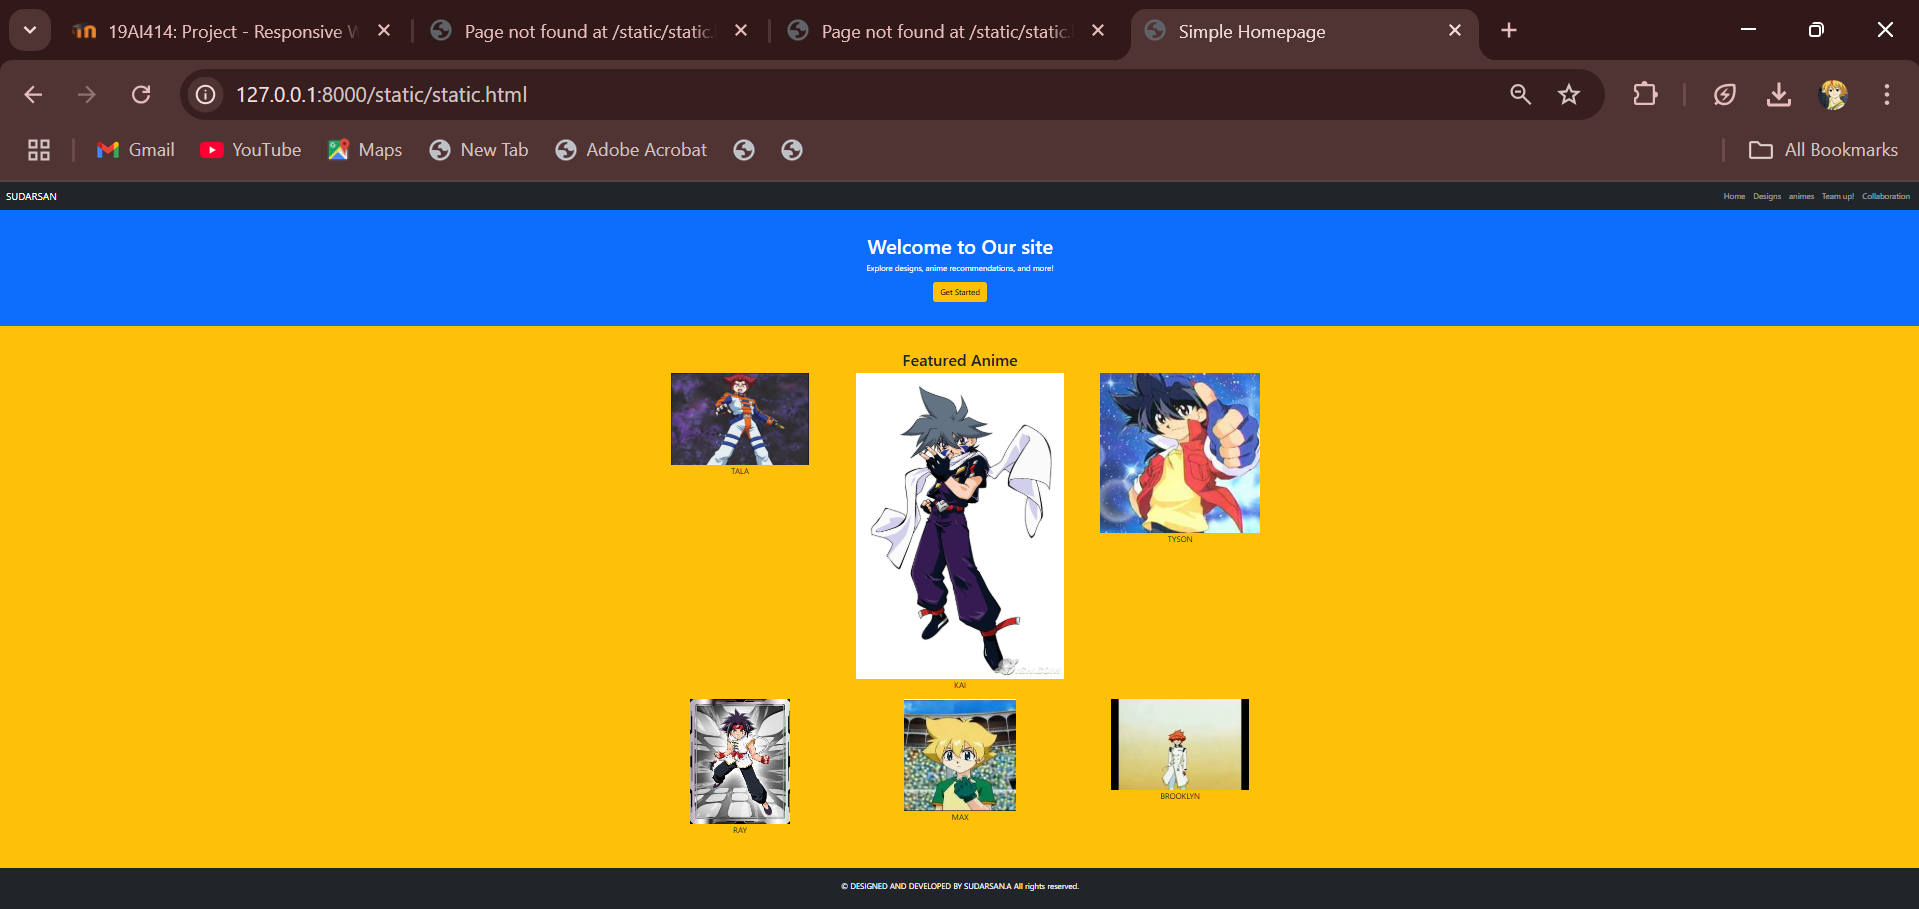 19AI414: Project - Responsive W
Page not found at /static/static.
Page not found at /static/static.
Simple Homepage
127.0.0.1:8000/static/static.html
Gmail
YouTube
Maps
New Tab
Adobe Acrobat
All Bookmarks
SUDARSAN
Home
Designs
animes
Team up!
Collaboration
Welcome to Our site
Explore designs, anime recommendations, and more!
Get Started
Featured Anime
TALA
KAI
TYSON
RAY
MAX
BROOKLYN
© DESIGNED AND DEVELOPED BY SUDARSAN.A All rights reserved.